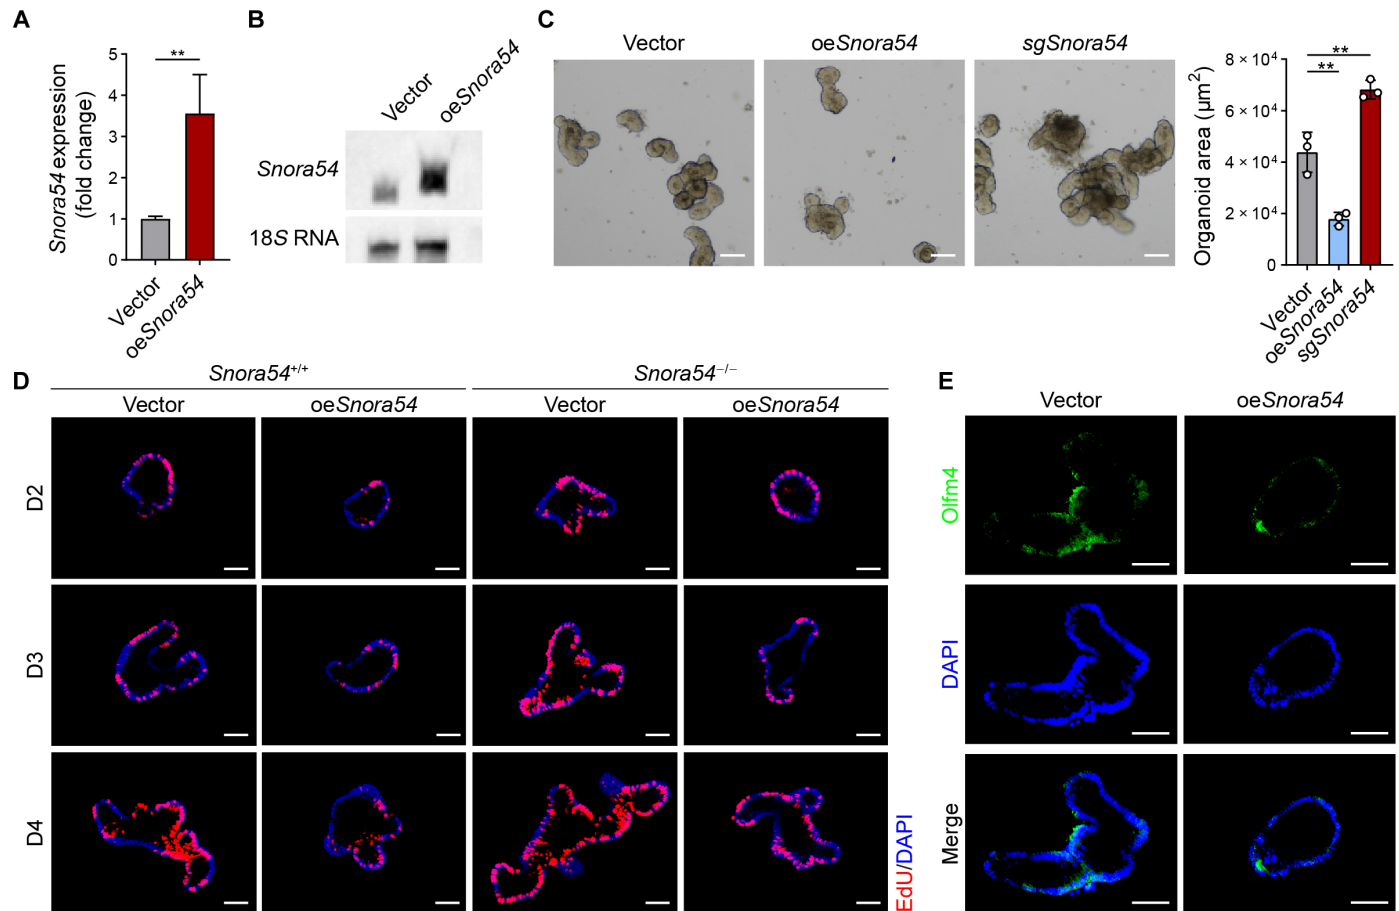 A
Snora54 expression
(fold change)
5
4
3
2
1
0
**
Vector
oeSnora54
B
Vector
oeSnora54
Snora54
18S RNA
C
Vector
oeSnora54
sgSnora54
Organoid area (μm²)
8 × 10⁴
6 × 10⁴
4 × 10⁴
2 × 10⁴
0
**
**
Vector
oeSnora54
sgSnora54
D
Snora54⁺/⁺
Snora54⁻/⁻
Vector
oeSnora54
Vector
oeSnora54
D2
D3
D4
EdU/DAPI
E
Vector
oeSnora54
Olfm4
DAPI
Merge